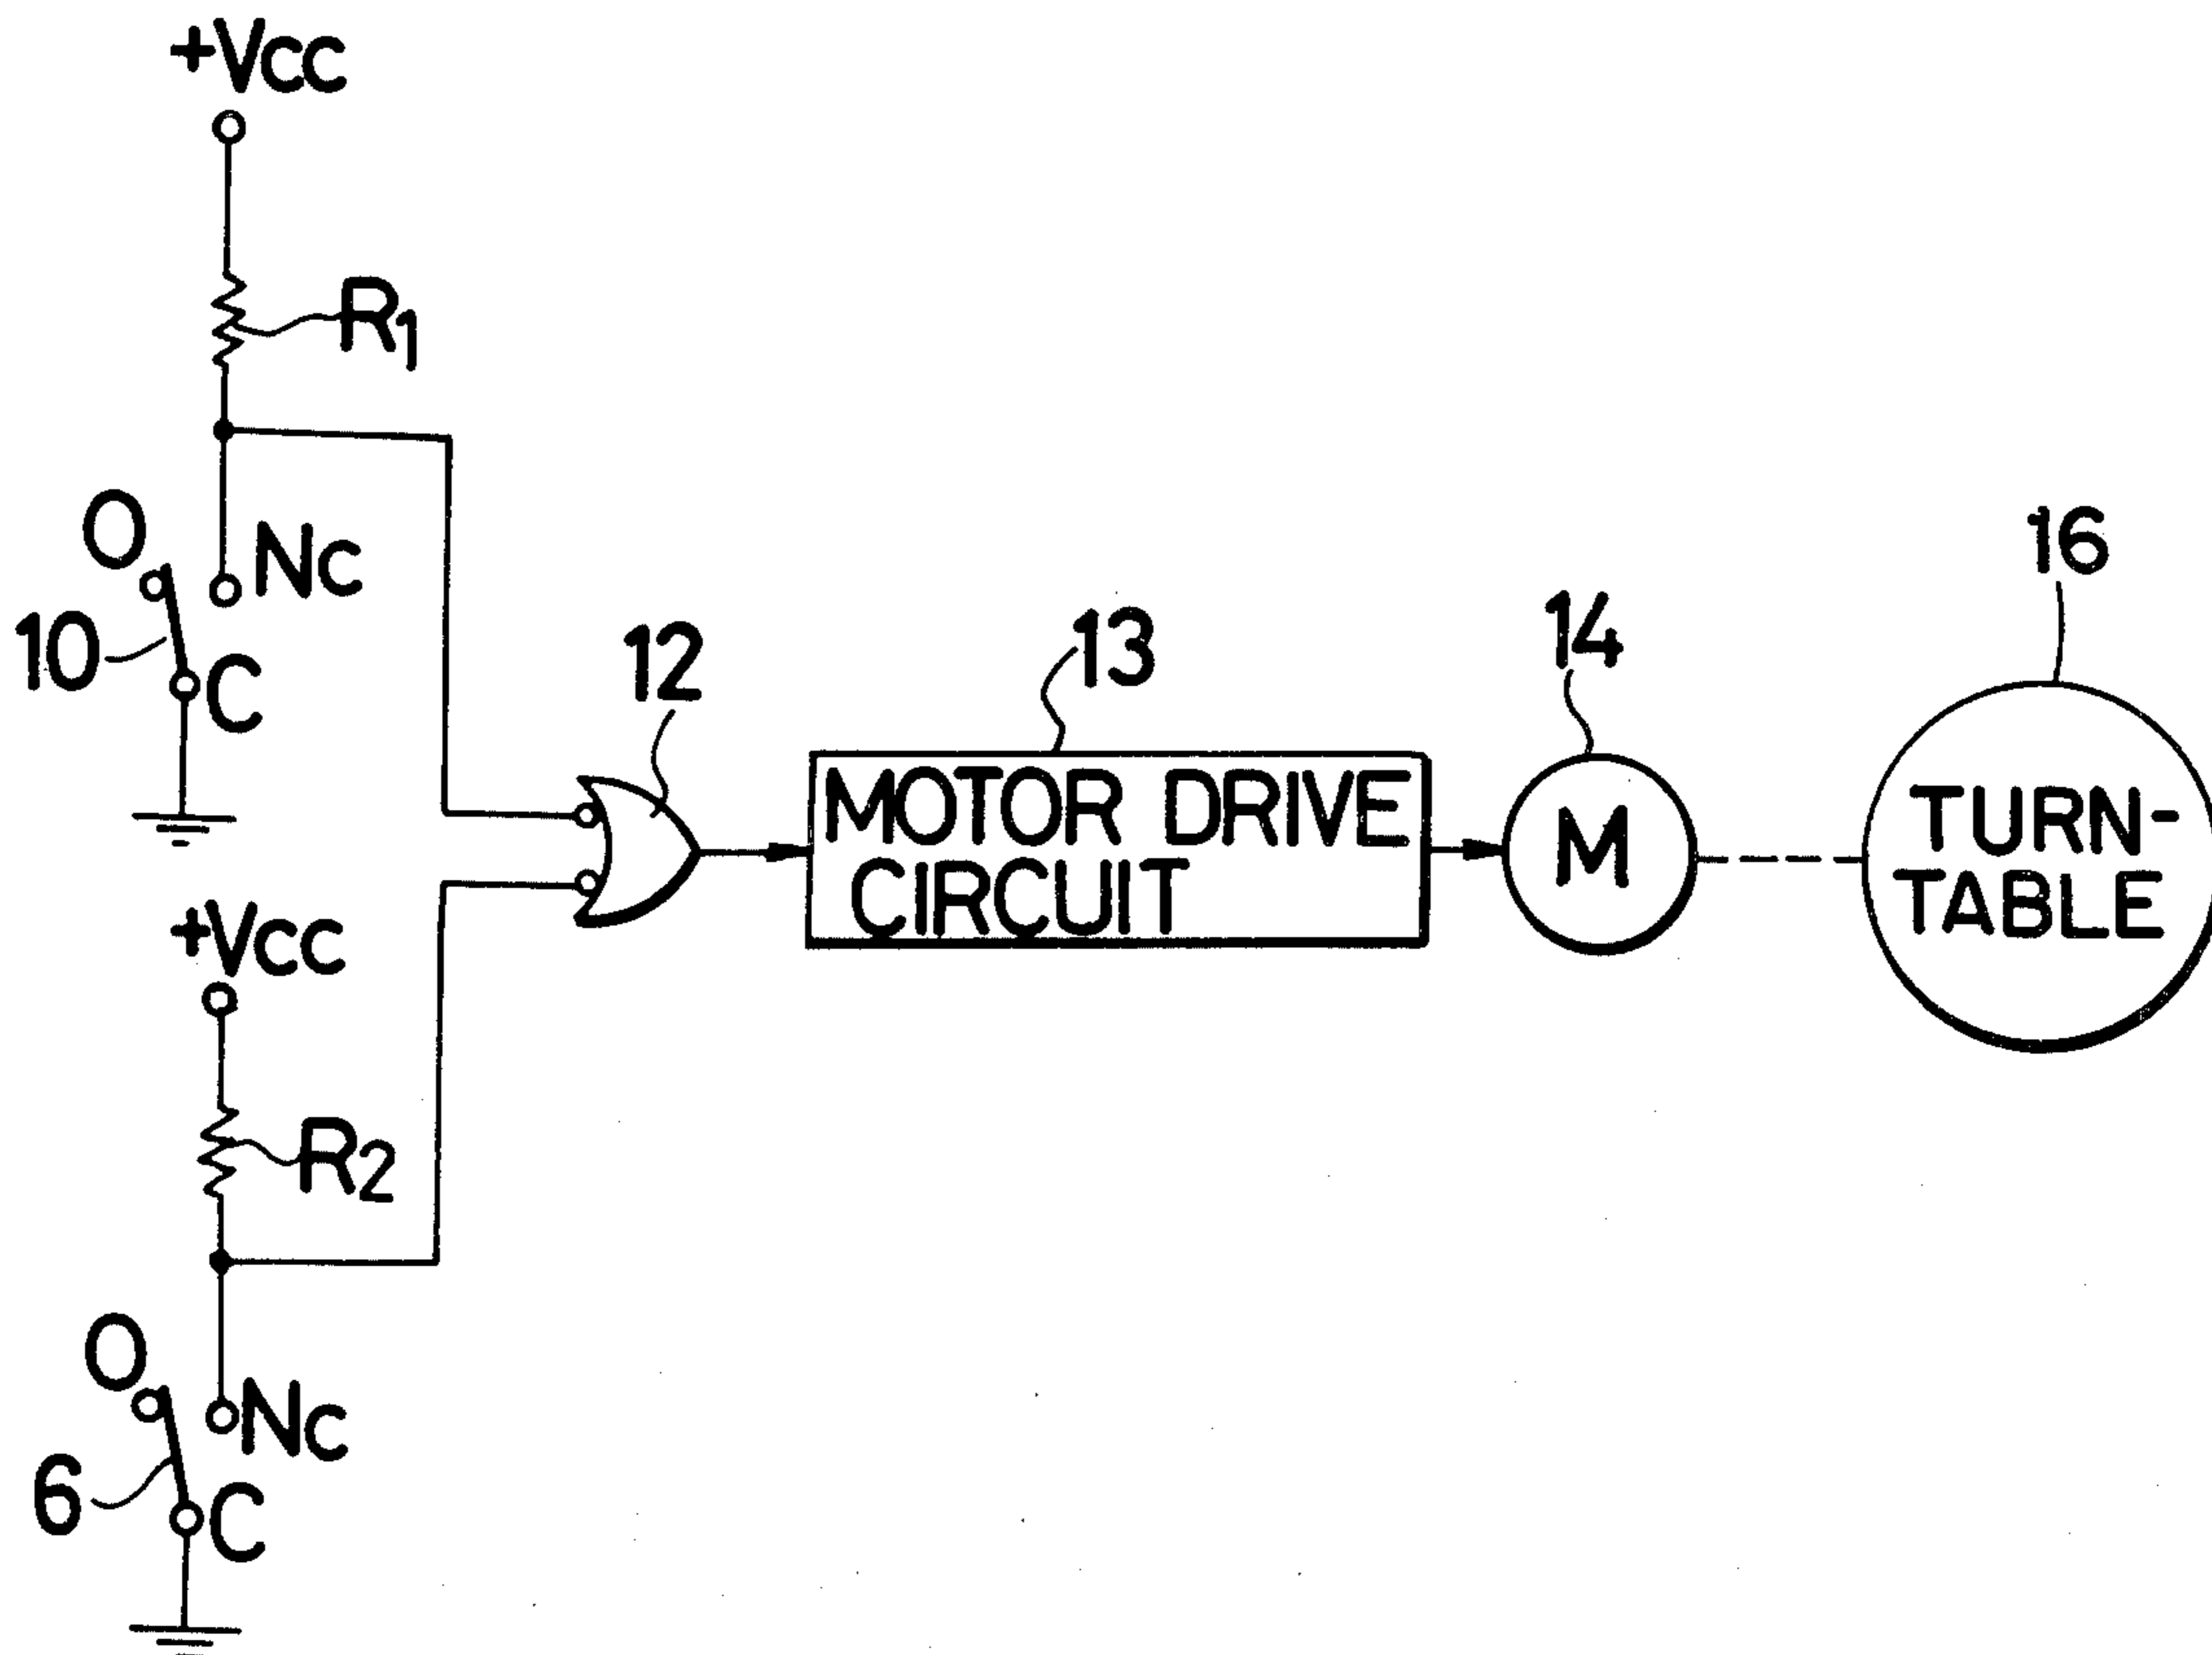 +Vcc
R1
O
Nc
10
C
12
13
14
16
MOTOR DRIVE
CIRCUIT
M
TURN-
TABLE
+Vcc
R2
O
Nc
6
C